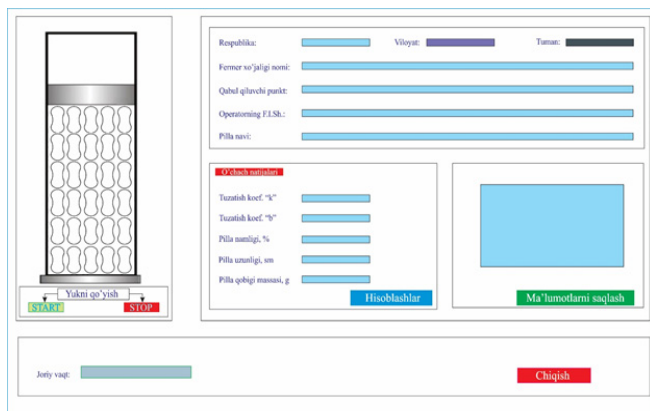 Respublika: Viloyat: Tuman:
Fermer xo'jaligi nomi:
Qabul qiluvchi punkt:
Operatorning F.I.Sh.:
Pilla navi:
O'chach natijalari
Tuzatish koef. "k"
Tuzatish koef. "b"
Pilla namligi, %
Pilla uzunligi, sm
Pilla qobigi massasi, g
Hisoblashlar
Ma'lumotlarni saqlash
Yukni qo'yish
START STOP
Joriy vaqt:
Chiqish